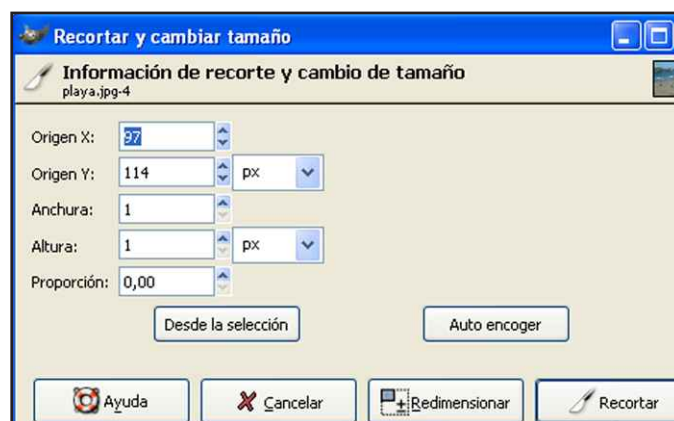 Recortar y cambiar tamaño
Información de recorte y cambio de tamaño
playa.jpg-4
Origen X: 97
Origen Y: 114 px
Anchura: 1
Altura: 1 px
Proporción: 0,00
Desde la selección Auto encoger
Ayuda Cancelar Redimensionar Recortar